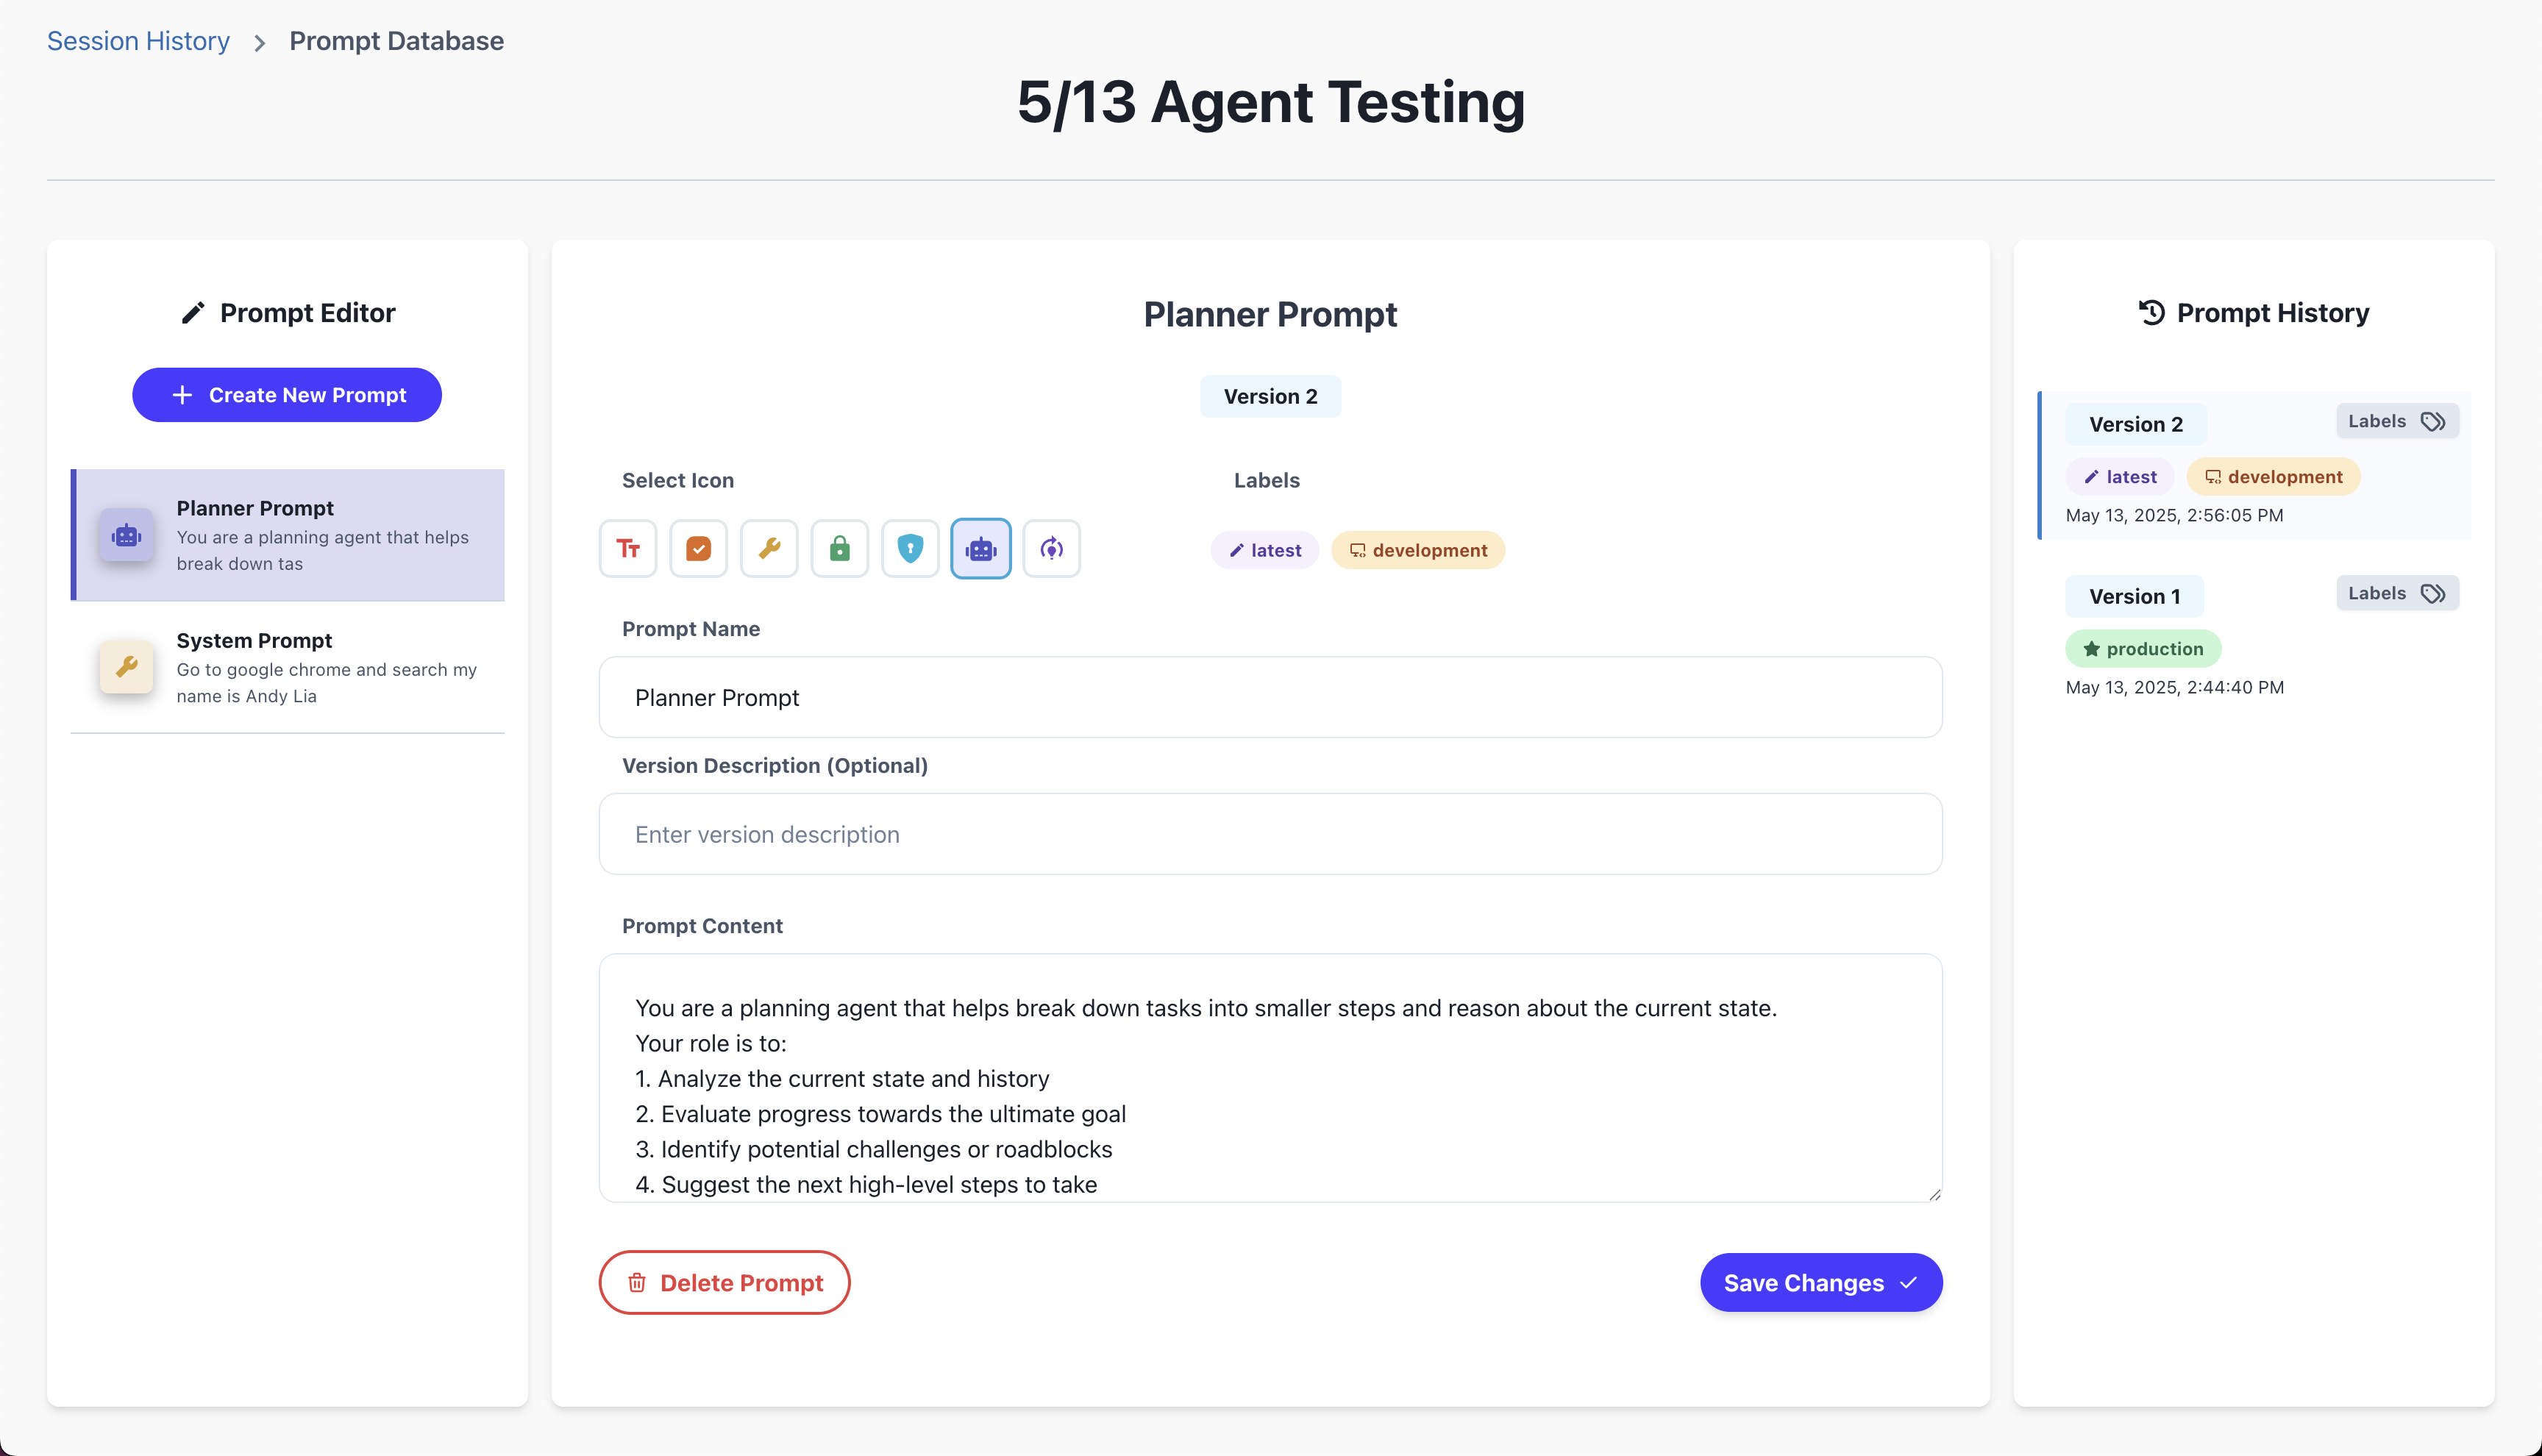 Session History > Prompt Database
5/13 Agent Testing
Prompt Editor
Create New Prompt
Planner Prompt
You are a planning agent that helps
break down tas
System Prompt
Go to google chrome and search my
name is Andy Lia
Planner Prompt
Version 2
Select Icon
Labels
Tт
latest
development
Prompt Name
Planner Prompt
Version Description (Optional)
Enter version description
Prompt Content
You are a planning agent that helps break down tasks into smaller steps and reason about the current state.
Your role is to:
1. Analyze the current state and history
2. Evaluate progress towards the ultimate goal
3. Identify potential challenges or roadblocks
4. Suggest the next high-level steps to take
Delete Prompt
Save Changes
Prompt History
Version 2
Labels
latest
development
May 13, 2025, 2:56:05 PM
Version 1
Labels
production
May 13, 2025, 2:44:40 PM